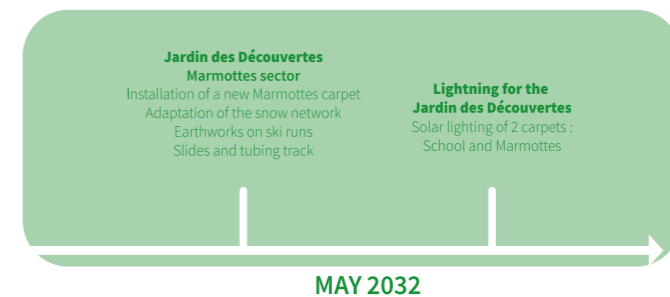 Jardin des Découvertes
Marmottes sector
Installation of a new Marmottes carpet
Adaptation of the snow network
Earthworks on ski runs
Slides and tubing track
Lightning for the
Jardin des Découvertes
Solar lighting of 2 carpets :
School and Marmottes
MAY 2032